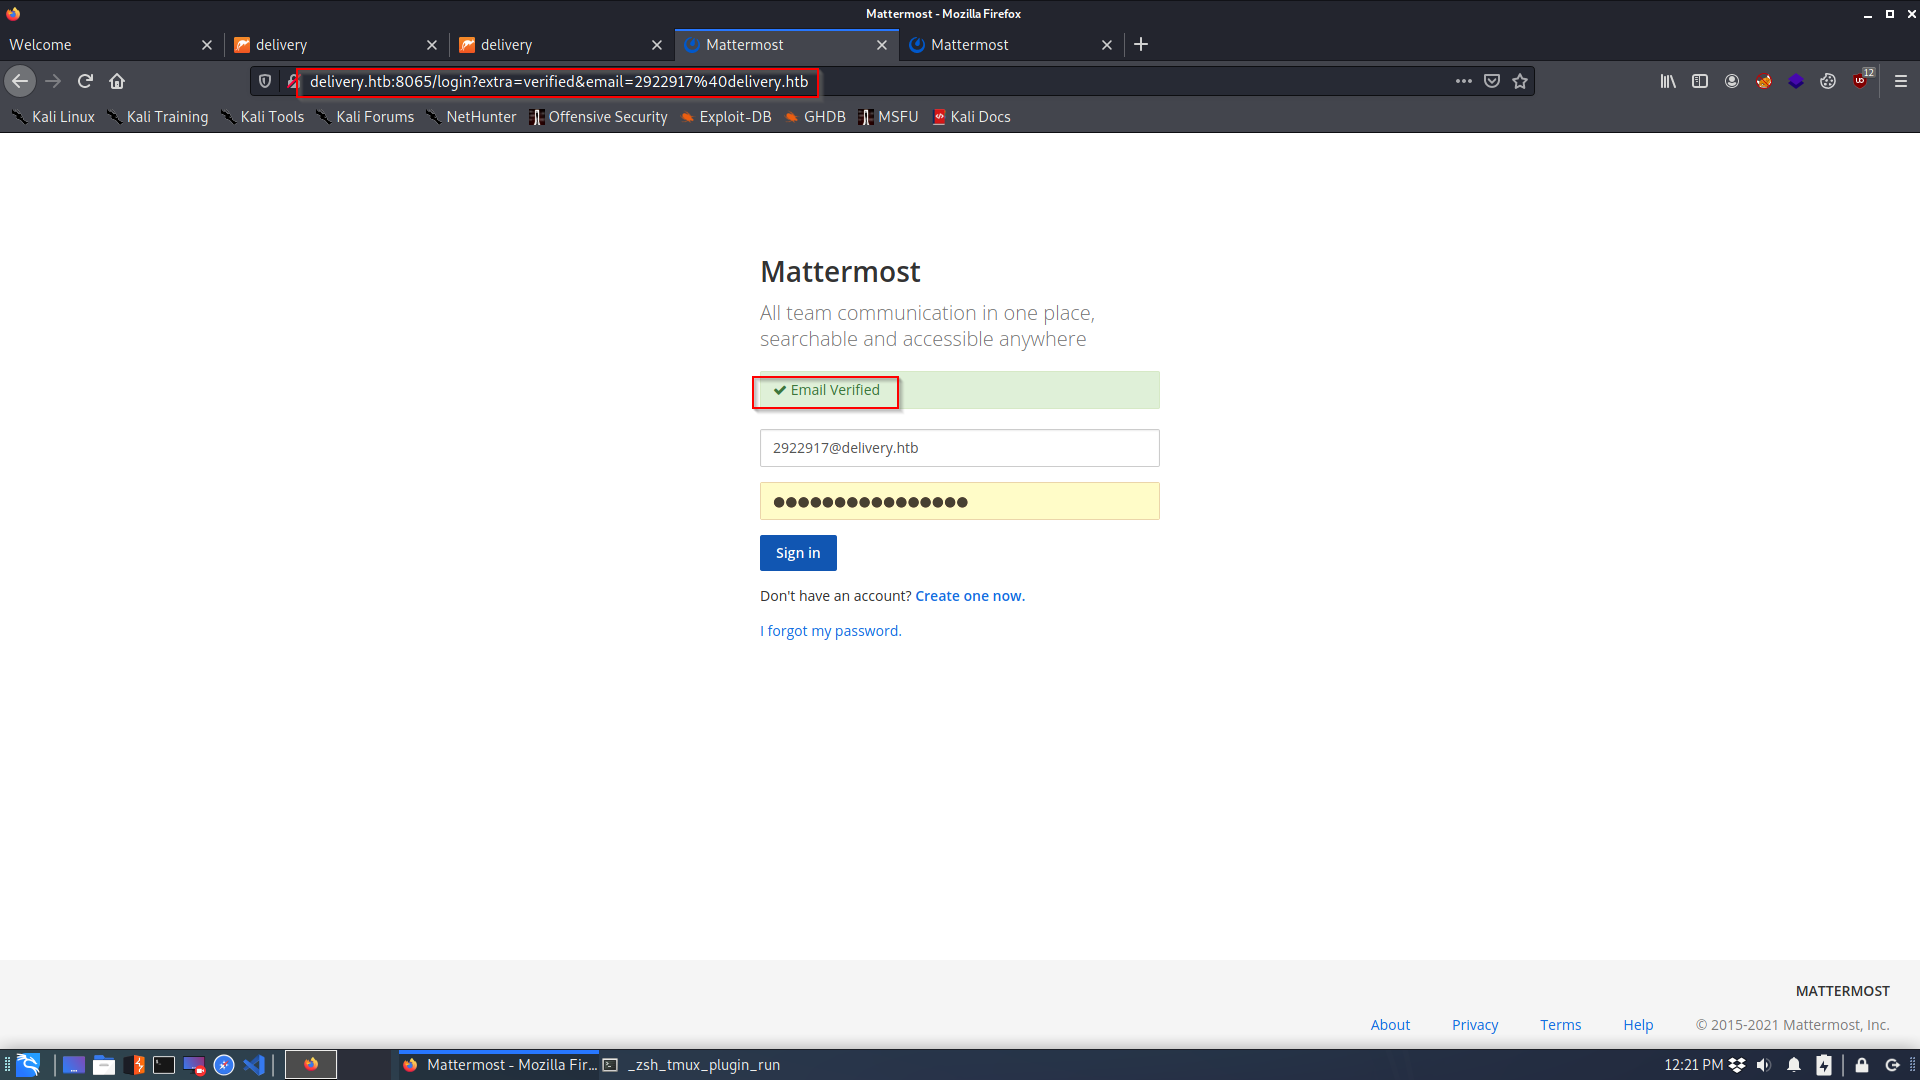 Mattermost - Mozilla Firefox
Welcome
delivery
delivery
Mattermost
Mattermost
delivery.htb:8065/login?extra=verified&email=2922917%40delivery.htb
12
Kali Linux
Kali Training
Kali Tools
Kali Forums
NetHunter
Offensive Security
Exploit-DB
GHDB
MSFU
Kali Docs
Mattermost
All team communication in one place,
searchable and accessible anywhere
Email Verified
2922917@delivery.htb
Sign in
Don't have an account? Create one now.
I forgot my password.
MATTERMOST
About
Privacy
Terms
Help
© 2015-2021 Mattermost, Inc.
Mattermost - Mozilla Fir...
_zsh_tmux_plugin_run
12:21 PM